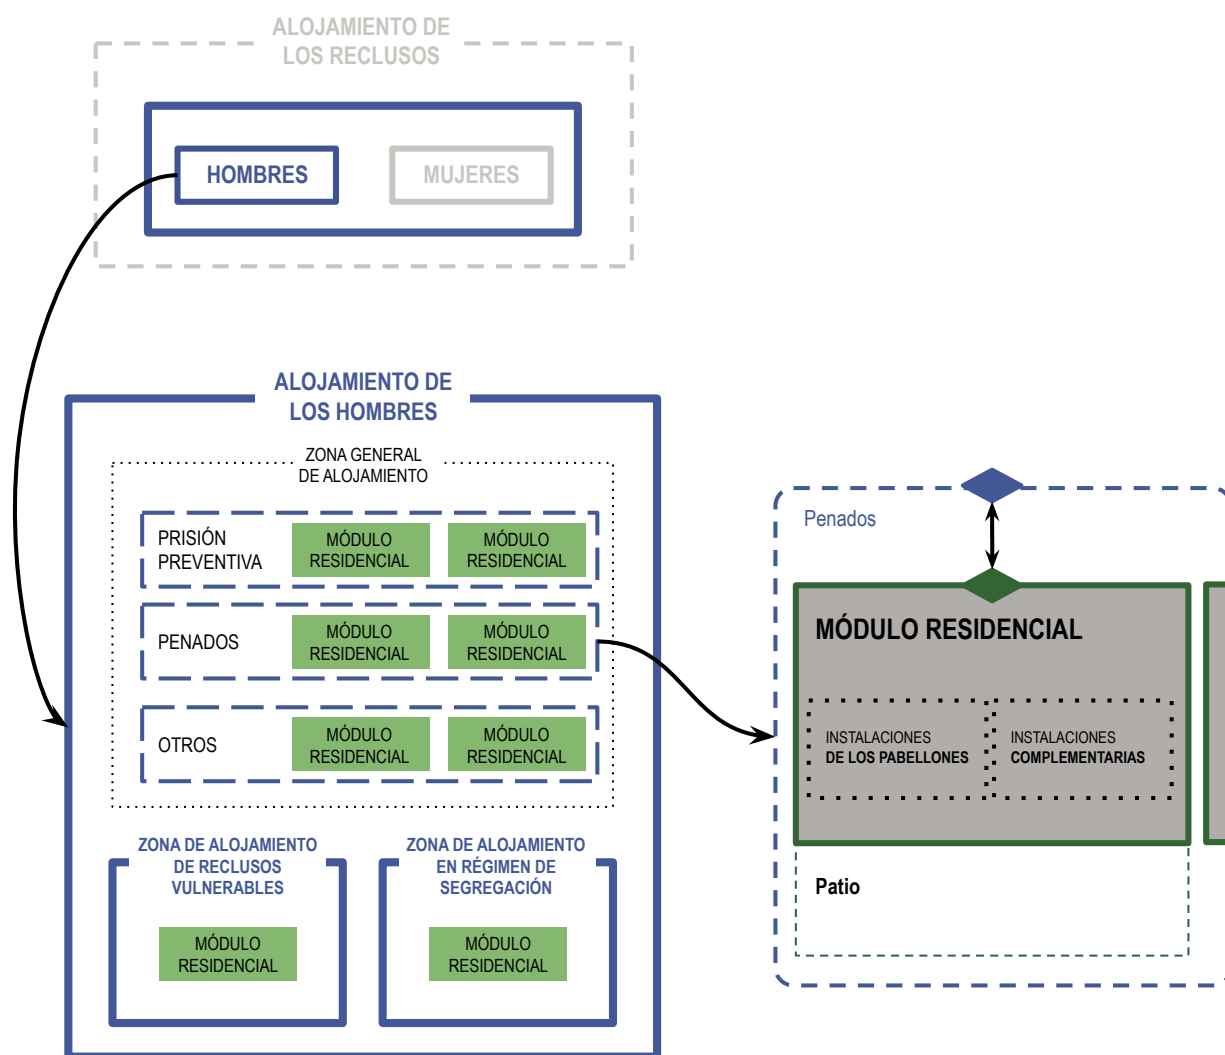 ALOJAMIENTO DE
LOS RECLUSOS
HOMBRES
MUJERES
ALOJAMIENTO DE
LOS HOMBRES
ZONA GENERAL
DE ALOJAMIENTO
PRISIÓN
PREVENTIVA
MÓDULO
RESIDENCIAL
MÓDULO
RESIDENCIAL
PENADOS
MÓDULO
RESIDENCIAL
MÓDULO
RESIDENCIAL
OTROS
MÓDULO
RESIDENCIAL
MÓDULO
RESIDENCIAL
ZONA DE ALOJAMIENTO
DE RECLUSOS
VULNERABLES
MÓDULO
RESIDENCIAL
ZONA DE ALOJAMIENTO
EN RÉGIMEN DE
SEGREGACIÓN
MÓDULO
RESIDENCIAL
Penados
MÓDULO RESIDENCIAL
INSTALACIONES
DE LOS PABELLONES
INSTALACIONES
COMPLEMENTARIAS
Patio